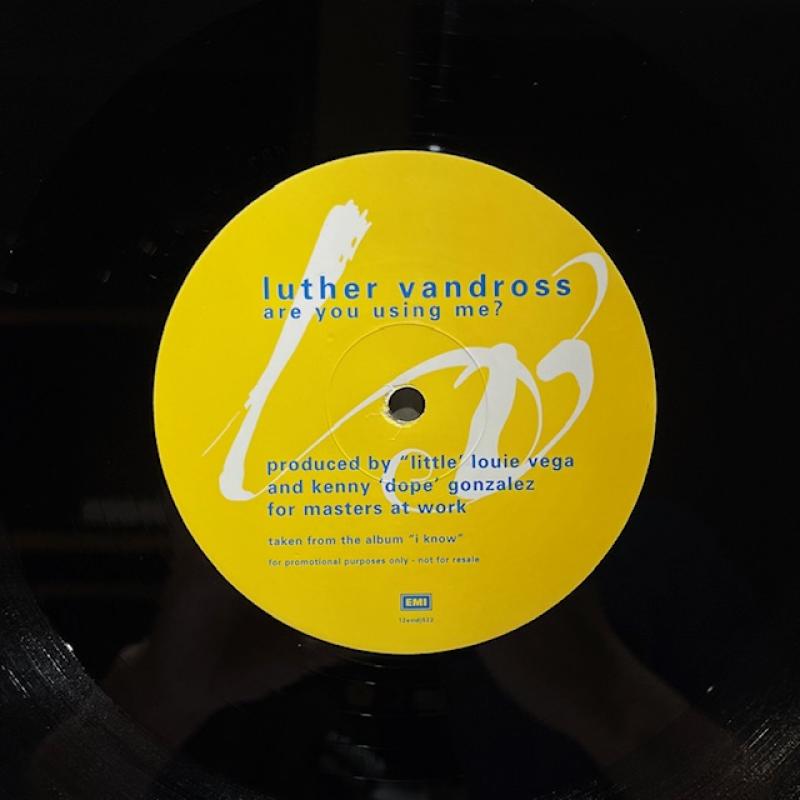 luther vandross
are you using me?
produced by "little' louie vega
and kenny 'dope' gonzalez
for masters at work
taken from the album "i know"
for promotional purposes only - not for resale
EMI
12emdj522